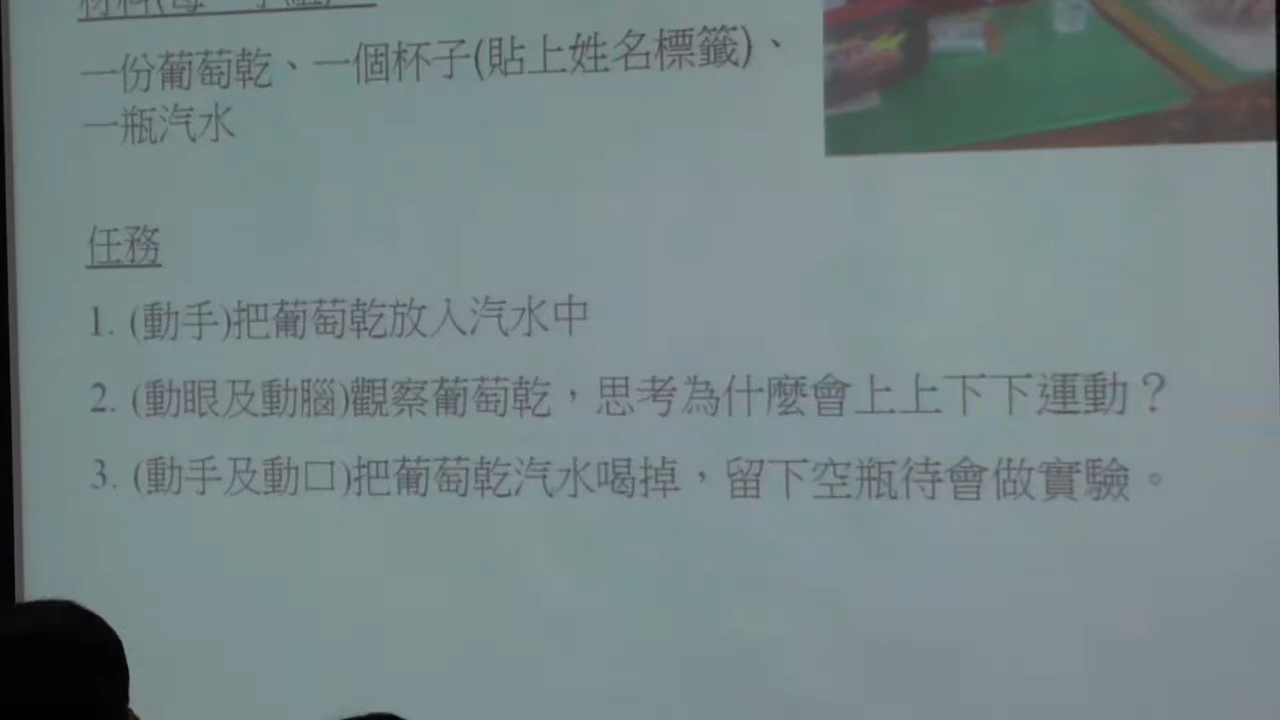 一份葡萄乾、一個杯子(貼上姓名標籤)、
一瓶汽水
任務
1. (動手)把葡萄乾放入汽水中
2. (動眼及動腦)觀察葡萄乾，思考為什麼會上上下下運動？
3. (動手及動口)把葡萄乾汽水喝掉，留下空瓶待會做實驗。